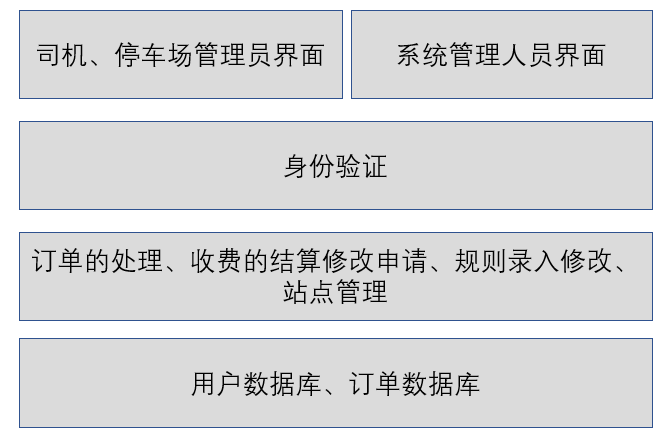 司机、停车场管理员界面
系统管理人员界面
身份验证
订单的处理、收费的结算修改申请、规则录入修改、
站点管理
用户数据库、订单数据库